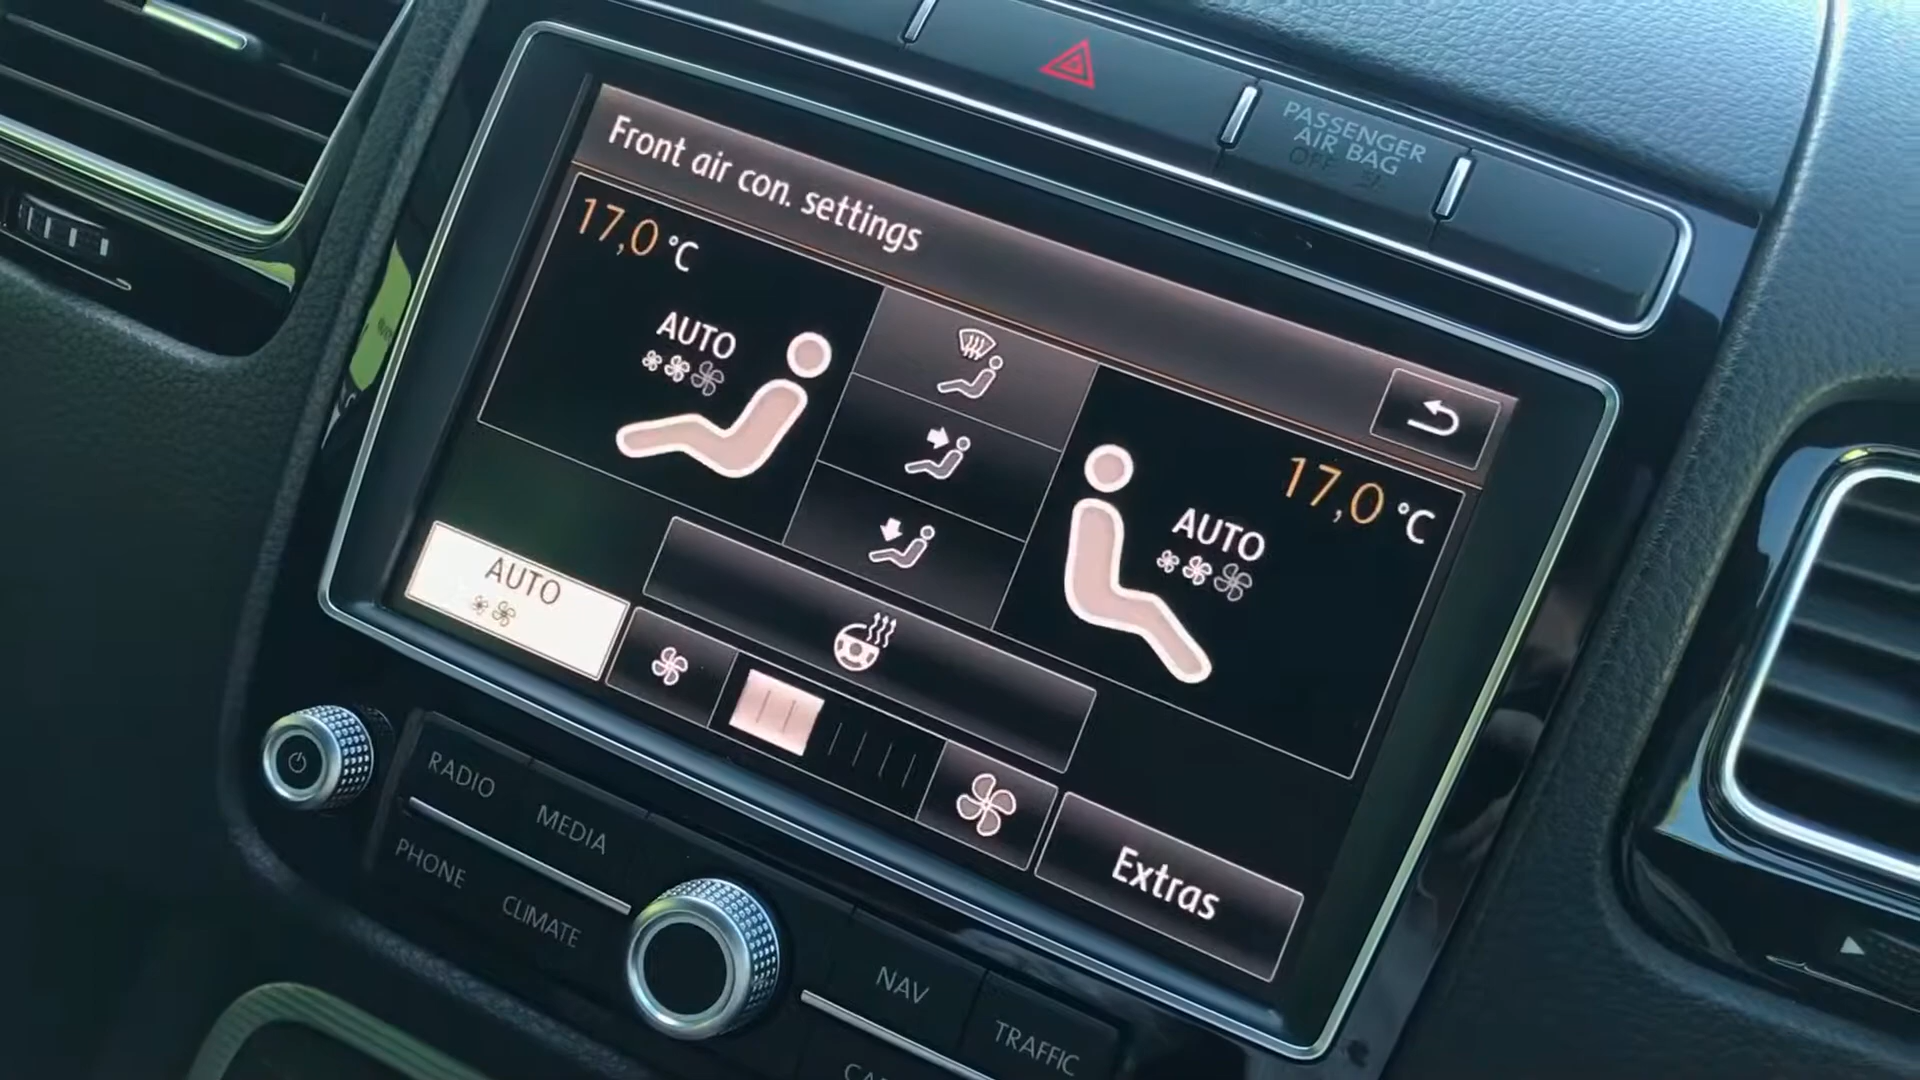 PASSENGER
AIR BAG
OFF
Front air con. settings
17,0 °C
AUTO
17,0 °C
AUTO
AUTO
Extras
RADIO
MEDIA
PHONE
CLIMATE
NAV
TRAFFIC